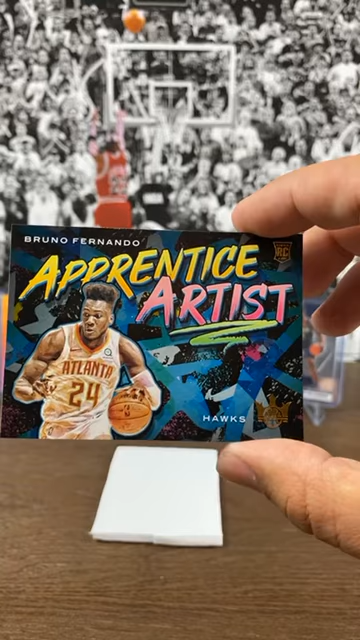 BRUNO FERNANDO
RC
APPRENTICE
ARTIST
ATLANTA
24
HAWKS